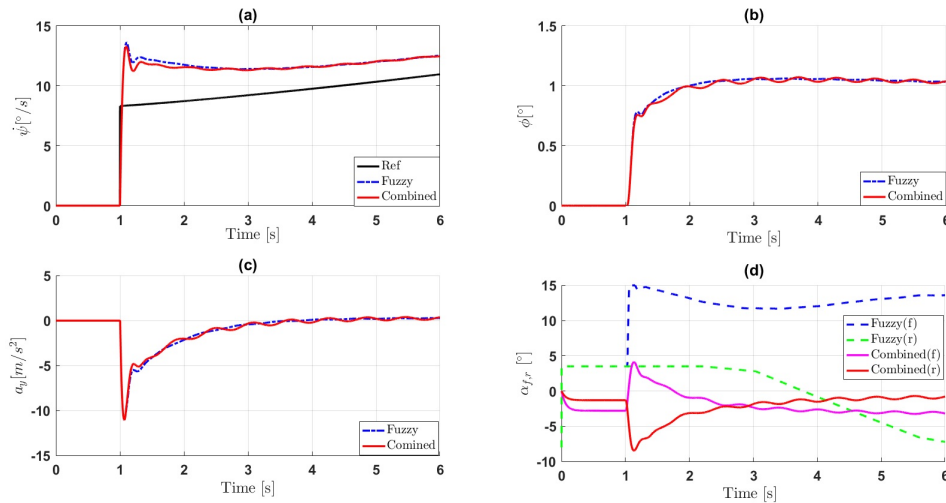 (a)
15
10
5
0
ψ̇[°/s]
Ref
Fuzzy
Combined
0 1 2 3 4 5 6
Time [s]
(b)
1.5
1
0.5
0
ϕ[°]
Fuzzy
Combined
0 1 2 3 4 5 6
Time [s]
(c)
5
0
-5
-10
-15
a_y[m/s²]
Fuzzy
Comined
0 1 2 3 4 5 6
Time [s]
(d)
15
10
5
0
-5
-10
α_f,r [°]
Fuzzy(f)
Fuzzy(r)
Combined(f)
Combined(r)
0 1 2 3 4 5 6
Time [s]